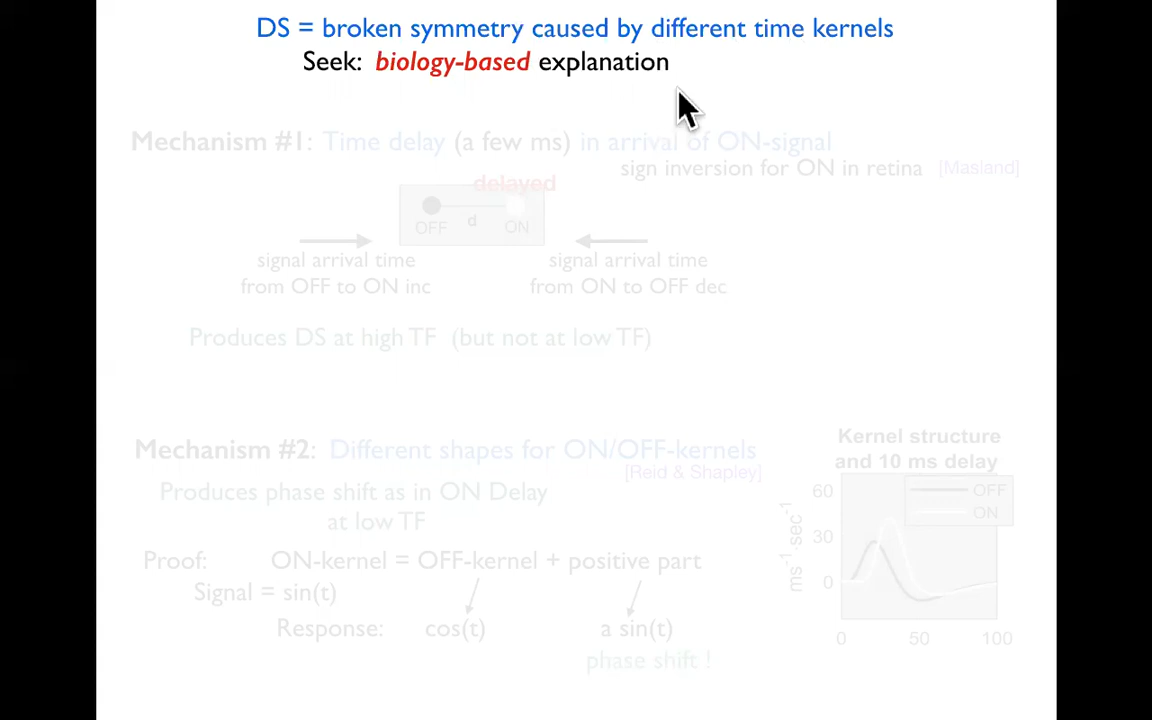 DS = broken symmetry caused by different time kernels
Seek: biology-based explanation
Mechanism #1: Time delay (a few ms) in arrival of ON-signal
sign inversion for ON in retina [Masland]
delayed
OFF d ON
signal arrival time
from OFF to ON inc
signal arrival time
from ON to OFF dec
Produces DS at high TF (but not at low TF)
Mechanism #2: Different shapes for ON/OFF-kernels
[Reid & Shapley]
Produces phase shift as in ON Delay
at low TF
Proof: ON-kernel = OFF-kernel + positive part
Signal = sin(t)
Response: cos(t) a sin(t)
phase shift !
Kernel structure
and 10 ms delay
OFF
ON
60
30
0
ms⁻¹·sec⁻¹
0 50 100